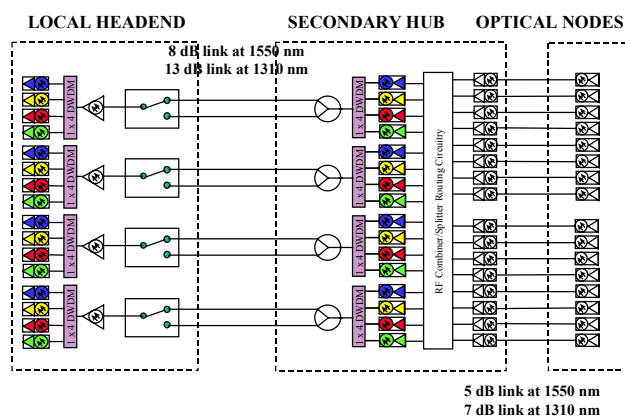 LOCAL HEADEND
SECONDARY HUB
OPTICAL NODES
8 dB link at 1550 nm
13 dB link at 1310 nm
1 x 4 DWDM
1 x 4 DWDM
1 x 4 DWDM
1 x 4 DWDM
1 x 4 DWDM
1 x 4 DWDM
1 x 4 DWDM
1 x 4 DWDM
RF Combiner/Splitter Routing Circuitry
5 dB link at 1550 nm
7 dB link at 1310 nm